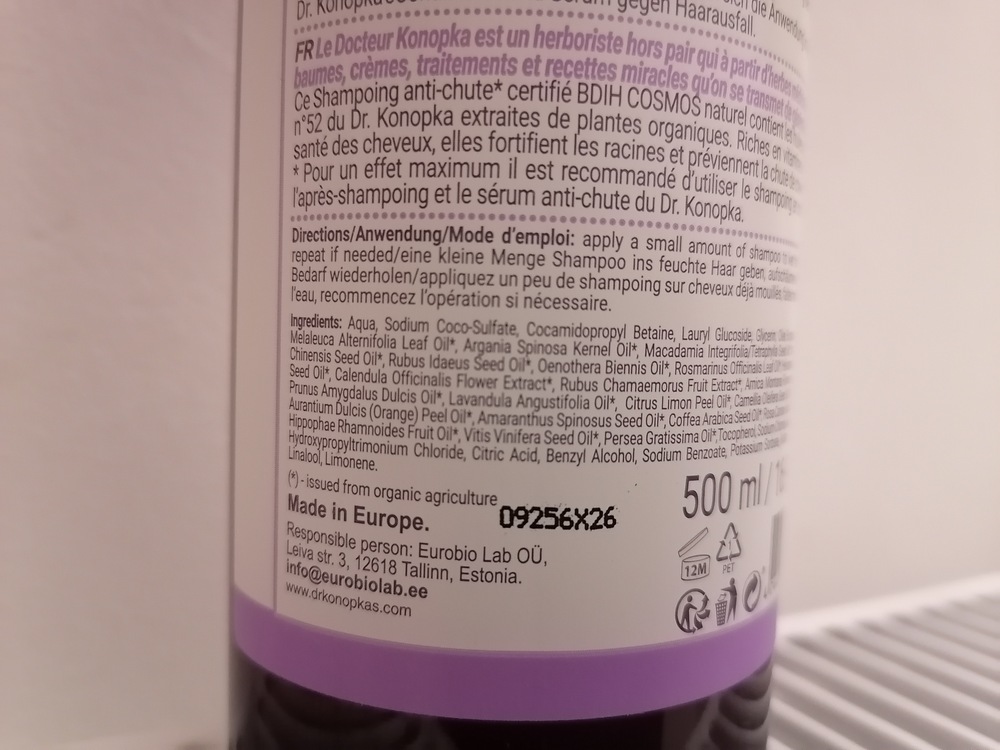 gegen Haarausfall.
FR Le Docteur Konopka est un herboriste hors pair qui à partir d'herbes
baumes, crèmes, traitements et recettes miracles qu'on se transmet
Ce Shampoing anti-chute* certifié BDIH COSMOS naturel contient
n°52 du Dr. Konopka extraites de plantes organiques. Riches en
santé des cheveux, elles fortifient les racines et préviennent la chute
* Pour un effet maximum il est recommandé d'utiliser le shampoing
l'après-shampoing et le sérum anti-chute du Dr. Konopka.
Directions/Anwendung/Mode d'emploi: apply a small amount of shampoo
repeat if needed/eine kleine Menge Shampoo ins feuchte Haar geben,
Bedarf wiederholen/appliquez un peu de shampoing sur cheveux déjà mouillés,
l'eau, recommencez l'opération si nécessaire.
Ingredients: Aqua, Sodium Coco-Sulfate, Cocamidopropyl Betaine, Lauryl Glucoside, Glycerin,
Melaleuca Alternifolia Leaf Oil*, Argania Spinosa Kernel Oil*, Macadamia Integrifolia/Tetraphylla
Chinensis Seed Oil*, Rubus Idaeus Seed Oil*, Oenothera Biennis Oil*, Rosmarinus Officinalis Leaf
Seed Oil*, Calendula Officinalis Flower Extract*, Rubus Chamaemorus Fruit Extract*, Arnica
Prunus Amygdalus Dulcis Oil*, Lavandula Angustifolia Oil*, Citrus Limon Peel Oil*, Camellia
Aurantium Dulcis (Orange) Peel Oil*, Amaranthus Spinosus Seed Oil*, Coffea Arabica Seed Oil*,
Hippophae Rhamnoides Fruit Oil*, Vitis Vinifera Seed Oil*, Persea Gratissima Oil*, Tocopherol,
Hydroxypropyltrimonium Chloride, Citric Acid, Benzyl Alcohol, Sodium Benzoate, Potassium
Linalool, Limonene.
(*) - issued from organic agriculture
Made in Europe.
09256X26
500 ml /
Responsible person: Eurobio Lab OÜ,
Leiva str. 3, 12618 Tallinn, Estonia.
info@eurobiolab.ee
www.drkonopkas.com
12M
1
PET